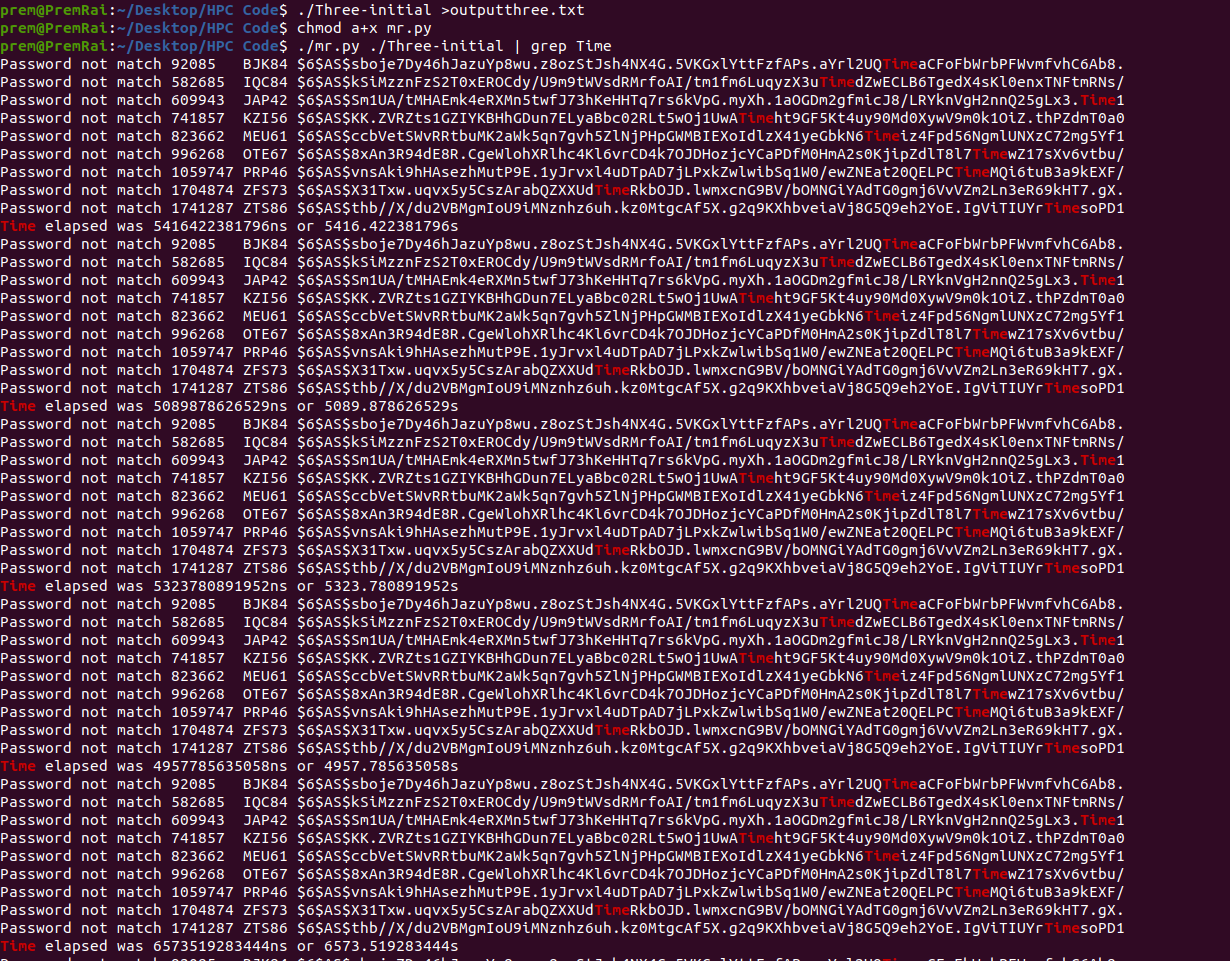 prem@PremRai:~/Desktop/HPC Code$ ./Three-initial >outputthree.txt
prem@PremRai:~/Desktop/HPC Code$ chmod a+x mr.py
prem@PremRai:~/Desktop/HPC Code$ ./mr.py ./Three-initial | grep Time
Password not match 92085   BJK84 $6$AS$sboje7Dy46hJazuYp8wu.z8ozStJsh4NX4G.5VKGxlYttFzfAPs.aYrl2UQTimeaCFoFbWrbPFWvmfvhC6Ab8.
Password not match 582685  IQC84 $6$AS$kSiMzznFzS2T0xEROCdy/U9m9tWVsdRMrfoAI/tm1fm6LuqyzX3uTimedZwECLB6TgedX4sKl0enxTNFtmRNs/
Password not match 609943  JAP42 $6$AS$Sm1UA/tMHAEmk4eRXMn5twfJ73hKeHHTq7rs6kVpG.myXh.1aOGDm2gfmicJ8/LRYknVgH2nnQ25gLx3.Time1
Password not match 741857  KZI56 $6$AS$KK.ZVRZts1GZIYKBHhGDun7ELyaBbc02RLt5wOj1UwATimeht9GF5Kt4uy90Md0XywV9m0k1OiZ.thPZdmT0a0
Password not match 823662  MEU61 $6$AS$ccbVetSWvRRtbuMK2aWk5qn7gvh5ZlNjPHpGWMBIEXoIdlzX41yeGbkN6Timeiz4Fpd56NgmlUNXzC72mg5Yf1
Password not match 996268  OTE67 $6$AS$8xAn3R94dE8R.CgeWlohXRlhc4Kl6vrCD4k7OJDHozjcYCaPDfM0HmA2s0KjipZdlT8l7TimewZ17sXv6vtbu/
Password not match 1059747 PRP46 $6$AS$vnsAki9hHAsezhMutP9E.1yJrvxl4uDTpAD7jLPxkZwlwibSq1W0/ewZNEat20QELPCTimeMQi6tuB3a9kEXF/
Password not match 1704874 ZFS73 $6$AS$X31Txw.uqvx5y5CszArabQZXXUdTimeRkbOJD.lwmxcnG9BV/bOMNGiYAdTG0gmj6VvVZm2Ln3eR69kHT7.gX.
Password not match 1741287 ZTS86 $6$AS$thb//X/du2VBMgmIoU9iMNznhz6uh.kz0MtgcAf5X.g2q9KXhbveiaVj8G5Q9eh2YoE.IgViTIUYrTimesoPD1
Time elapsed was 5416422381796ns or 5416.422381796s
Password not match 92085   BJK84 $6$AS$sboje7Dy46hJazuYp8wu.z8ozStJsh4NX4G.5VKGxlYttFzfAPs.aYrl2UQTimeaCFoFbWrbPFWvmfvhC6Ab8.
Password not match 582685  IQC84 $6$AS$kSiMzznFzS2T0xEROCdy/U9m9tWVsdRMrfoAI/tm1fm6LuqyzX3uTimedZwECLB6TgedX4sKl0enxTNFtmRNs/
Password not match 609943  JAP42 $6$AS$Sm1UA/tMHAEmk4eRXMn5twfJ73hKeHHTq7rs6kVpG.myXh.1aOGDm2gfmicJ8/LRYknVgH2nnQ25gLx3.Time1
Password not match 741857  KZI56 $6$AS$KK.ZVRZts1GZIYKBHhGDun7ELyaBbc02RLt5wOj1UwATimeht9GF5Kt4uy90Md0XywV9m0k1OiZ.thPZdmT0a0
Password not match 823662  MEU61 $6$AS$ccbVetSWvRRtbuMK2aWk5qn7gvh5ZlNjPHpGWMBIEXoIdlzX41yeGbkN6Timeiz4Fpd56NgmlUNXzC72mg5Yf1
Password not match 996268  OTE67 $6$AS$8xAn3R94dE8R.CgeWlohXRlhc4Kl6vrCD4k7OJDHozjcYCaPDfM0HmA2s0KjipZdlT8l7TimewZ17sXv6vtbu/
Password not match 1059747 PRP46 $6$AS$vnsAki9hHAsezhMutP9E.1yJrvxl4uDTpAD7jLPxkZwlwibSq1W0/ewZNEat20QELPCTimeMQi6tuB3a9kEXF/
Password not match 1704874 ZFS73 $6$AS$X31Txw.uqvx5y5CszArabQZXXUdTimeRkbOJD.lwmxcnG9BV/bOMNGiYAdTG0gmj6VvVZm2Ln3eR69kHT7.gX.
Password not match 1741287 ZTS86 $6$AS$thb//X/du2VBMgmIoU9iMNznhz6uh.kz0MtgcAf5X.g2q9KXhbveiaVj8G5Q9eh2YoE.IgViTIUYrTimesoPD1
Time elapsed was 5089878626529ns or 5089.878626529s
Password not match 92085   BJK84 $6$AS$sboje7Dy46hJazuYp8wu.z8ozStJsh4NX4G.5VKGxlYttFzfAPs.aYrl2UQTimeaCFoFbWrbPFWvmfvhC6Ab8.
Password not match 582685  IQC84 $6$AS$kSiMzznFzS2T0xEROCdy/U9m9tWVsdRMrfoAI/tm1fm6LuqyzX3uTimedZwECLB6TgedX4sKl0enxTNFtmRNs/
Password not match 609943  JAP42 $6$AS$Sm1UA/tMHAEmk4eRXMn5twfJ73hKeHHTq7rs6kVpG.myXh.1aOGDm2gfmicJ8/LRYknVgH2nnQ25gLx3.Time1
Password not match 741857  KZI56 $6$AS$KK.ZVRZts1GZIYKBHhGDun7ELyaBbc02RLt5wOj1UwATimeht9GF5Kt4uy90Md0XywV9m0k1OiZ.thPZdmT0a0
Password not match 823662  MEU61 $6$AS$ccbVetSWvRRtbuMK2aWk5qn7gvh5ZlNjPHpGWMBIEXoIdlzX41yeGbkN6Timeiz4Fpd56NgmlUNXzC72mg5Yf1
Password not match 996268  OTE67 $6$AS$8xAn3R94dE8R.CgeWlohXRlhc4Kl6vrCD4k7OJDHozjcYCaPDfM0HmA2s0KjipZdlT8l7TimewZ17sXv6vtbu/
Password not match 1059747 PRP46 $6$AS$vnsAki9hHAsezhMutP9E.1yJrvxl4uDTpAD7jLPxkZwlwibSq1W0/ewZNEat20QELPCTimeMQi6tuB3a9kEXF/
Password not match 1704874 ZFS73 $6$AS$X31Txw.uqvx5y5CszArabQZXXUdTimeRkbOJD.lwmxcnG9BV/bOMNGiYAdTG0gmj6VvVZm2Ln3eR69kHT7.gX.
Password not match 1741287 ZTS86 $6$AS$thb//X/du2VBMgmIoU9iMNznhz6uh.kz0MtgcAf5X.g2q9KXhbveiaVj8G5Q9eh2YoE.IgViTIUYrTimesoPD1
Time elapsed was 5323780891952ns or 5323.780891952s
Password not match 92085   BJK84 $6$AS$sboje7Dy46hJazuYp8wu.z8ozStJsh4NX4G.5VKGxlYttFzfAPs.aYrl2UQTimeaCFoFbWrbPFWvmfvhC6Ab8.
Password not match 582685  IQC84 $6$AS$kSiMzznFzS2T0xEROCdy/U9m9tWVsdRMrfoAI/tm1fm6LuqyzX3uTimedZwECLB6TgedX4sKl0enxTNFtmRNs/
Password not match 609943  JAP42 $6$AS$Sm1UA/tMHAEmk4eRXMn5twfJ73hKeHHTq7rs6kVpG.myXh.1aOGDm2gfmicJ8/LRYknVgH2nnQ25gLx3.Time1
Password not match 741857  KZI56 $6$AS$KK.ZVRZts1GZIYKBHhGDun7ELyaBbc02RLt5wOj1UwATimeht9GF5Kt4uy90Md0XywV9m0k1OiZ.thPZdmT0a0
Password not match 823662  MEU61 $6$AS$ccbVetSWvRRtbuMK2aWk5qn7gvh5ZlNjPHpGWMBIEXoIdlzX41yeGbkN6Timeiz4Fpd56NgmlUNXzC72mg5Yf1
Password not match 996268  OTE67 $6$AS$8xAn3R94dE8R.CgeWlohXRlhc4Kl6vrCD4k7OJDHozjcYCaPDfM0HmA2s0KjipZdlT8l7TimewZ17sXv6vtbu/
Password not match 1059747 PRP46 $6$AS$vnsAki9hHAsezhMutP9E.1yJrvxl4uDTpAD7jLPxkZwlwibSq1W0/ewZNEat20QELPCTimeMQi6tuB3a9kEXF/
Password not match 1704874 ZFS73 $6$AS$X31Txw.uqvx5y5CszArabQZXXUdTimeRkbOJD.lwmxcnG9BV/bOMNGiYAdTG0gmj6VvVZm2Ln3eR69kHT7.gX.
Password not match 1741287 ZTS86 $6$AS$thb//X/du2VBMgmIoU9iMNznhz6uh.kz0MtgcAf5X.g2q9KXhbveiaVj8G5Q9eh2YoE.IgViTIUYrTimesoPD1
Time elapsed was 4957785635058ns or 4957.785635058s
Password not match 92085   BJK84 $6$AS$sboje7Dy46hJazuYp8wu.z8ozStJsh4NX4G.5VKGxlYttFzfAPs.aYrl2UQTimeaCFoFbWrbPFWvmfvhC6Ab8.
Password not match 582685  IQC84 $6$AS$kSiMzznFzS2T0xEROCdy/U9m9tWVsdRMrfoAI/tm1fm6LuqyzX3uTimedZwECLB6TgedX4sKl0enxTNFtmRNs/
Password not match 609943  JAP42 $6$AS$Sm1UA/tMHAEmk4eRXMn5twfJ73hKeHHTq7rs6kVpG.myXh.1aOGDm2gfmicJ8/LRYknVgH2nnQ25gLx3.Time1
Password not match 741857  KZI56 $6$AS$KK.ZVRZts1GZIYKBHhGDun7ELyaBbc02RLt5wOj1UwATimeht9GF5Kt4uy90Md0XywV9m0k1OiZ.thPZdmT0a0
Password not match 823662  MEU61 $6$AS$ccbVetSWvRRtbuMK2aWk5qn7gvh5ZlNjPHpGWMBIEXoIdlzX41yeGbkN6Timeiz4Fpd56NgmlUNXzC72mg5Yf1
Password not match 996268  OTE67 $6$AS$8xAn3R94dE8R.CgeWlohXRlhc4Kl6vrCD4k7OJDHozjcYCaPDfM0HmA2s0KjipZdlT8l7TimewZ17sXv6vtbu/
Password not match 1059747 PRP46 $6$AS$vnsAki9hHAsezhMutP9E.1yJrvxl4uDTpAD7jLPxkZwlwibSq1W0/ewZNEat20QELPCTimeMQi6tuB3a9kEXF/
Password not match 1704874 ZFS73 $6$AS$X31Txw.uqvx5y5CszArabQZXXUdTimeRkbOJD.lwmxcnG9BV/bOMNGiYAdTG0gmj6VvVZm2Ln3eR69kHT7.gX.
Password not match 1741287 ZTS86 $6$AS$thb//X/du2VBMgmIoU9iMNznhz6uh.kz0MtgcAf5X.g2q9KXhbveiaVj8G5Q9eh2YoE.IgViTIUYrTimesoPD1
Time elapsed was 6573519283444ns or 6573.519283444s